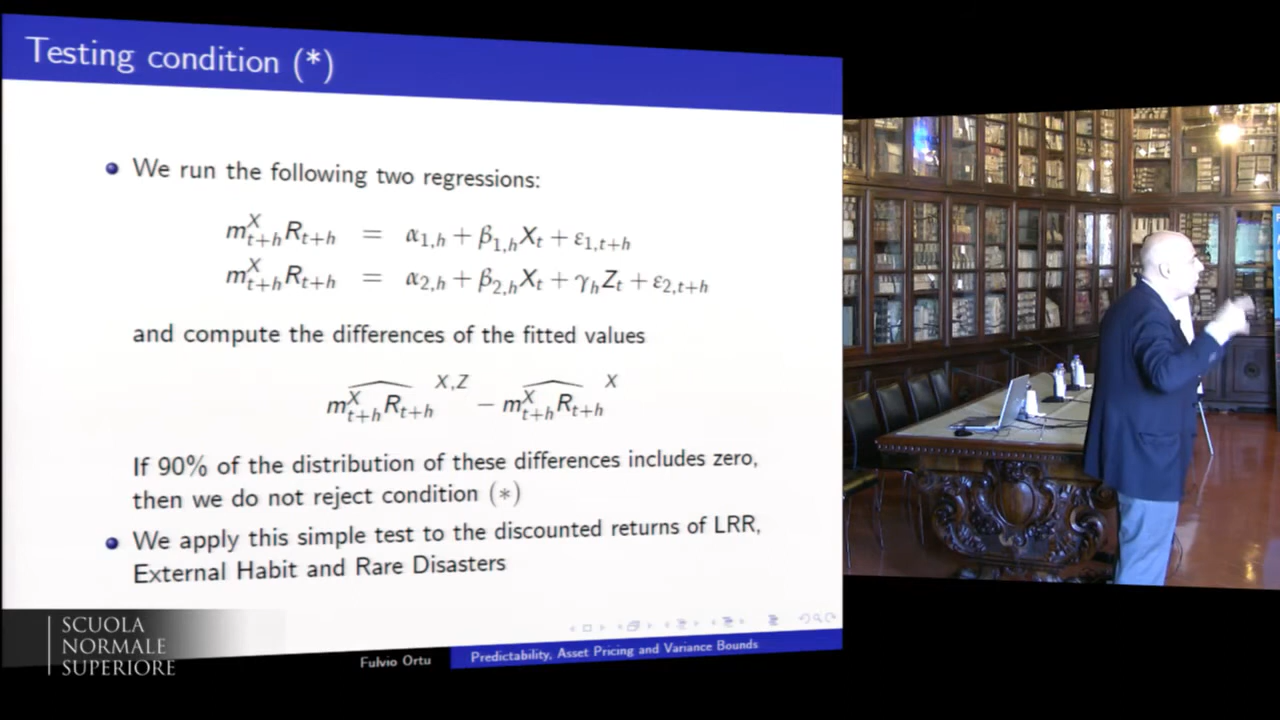 Testing condition (*)
We run the following two regressions:
m^X_{t+h} R_{t+h} = α_{1,h} + β_{1,h} X_t + ε_{1,t+h}
m^X_{t+h} R_{t+h} = α_{2,h} + β_{2,h} X_t + γ_h Z_t + ε_{2,t+h}
and compute the differences of the fitted values
\widehat{m^X_{t+h} R_{t+h}}^{X,Z} − \widehat{m^X_{t+h} R_{t+h}}^X
If 90% of the distribution of these differences includes zero,
then we do not reject condition (*)
We apply this simple test to the discounted returns of LRR,
External Habit and Rare Disasters
SCUOLA
NORMALE
SUPERIORE
Fulvio Ortu
Predictability, Asset Pricing and Variance Bounds